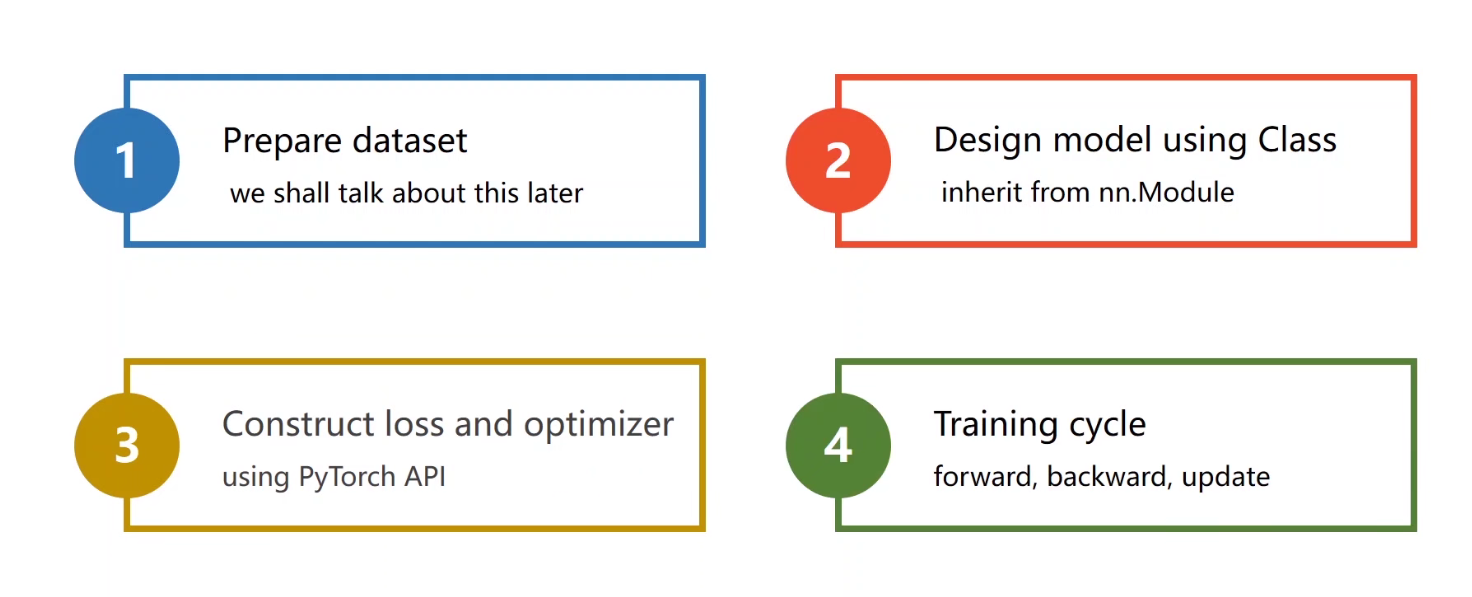 1
Prepare dataset
we shall talk about this later
2
Design model using Class
inherit from nn.Module
3
Construct loss and optimizer
using PyTorch API
4
Training cycle
forward, backward, update